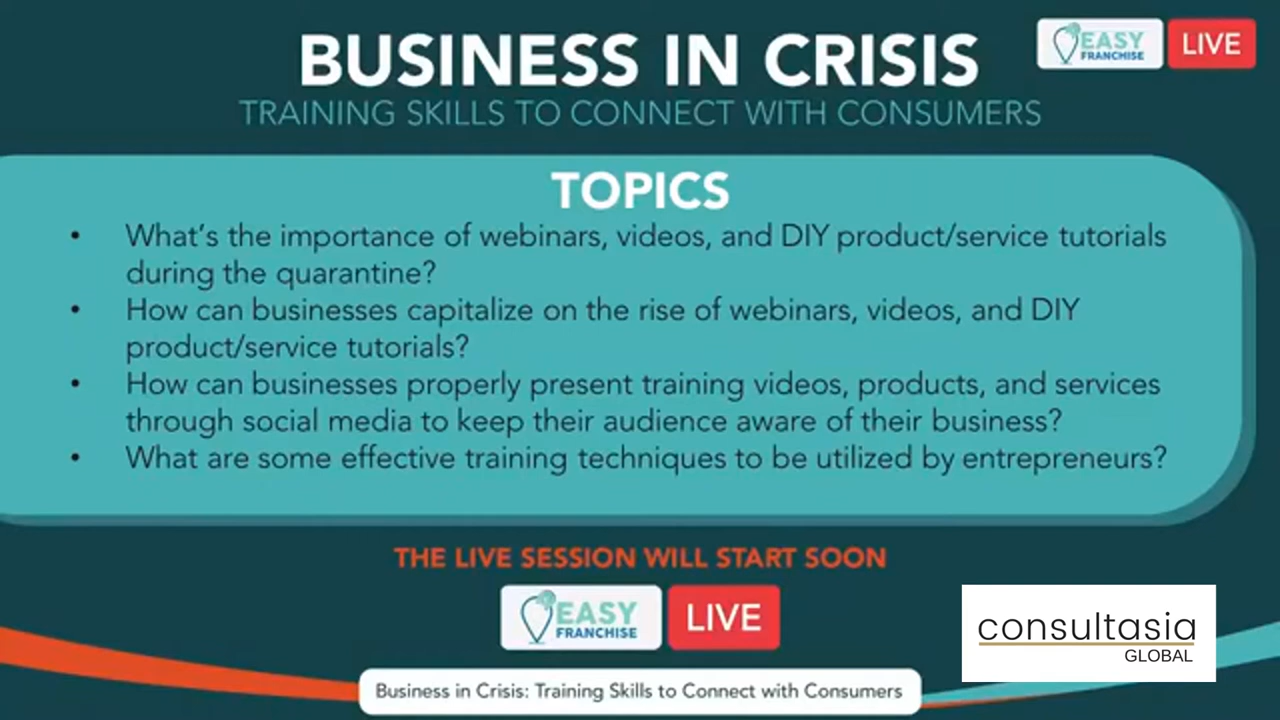 BUSINESS IN CRISIS
EASY
FRANCHISE
LIVE
TRAINING SKILLS TO CONNECT WITH CONSUMERS
TOPICS
• What's the importance of webinars, videos, and DIY product/service tutorials
during the quarantine?
• How can businesses capitalize on the rise of webinars, videos, and DIY
product/service tutorials?
• How can businesses properly present training videos, products, and services
through social media to keep their audience aware of their business?
• What are some effective training techniques to be utilized by entrepreneurs?
THE LIVE SESSION WILL START SOON
EASY
FRANCHISE
LIVE
consultasia
GLOBAL
Business in Crisis: Training Skills to Connect with Consumers